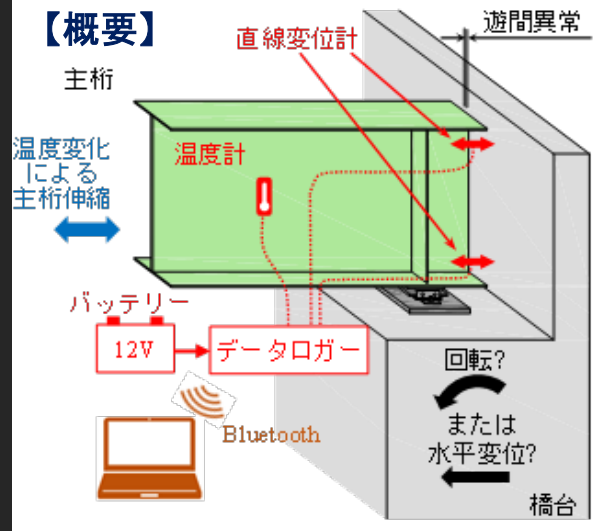 【概要】
遊間異常
直線変位計
主桁
温度計
温度変化
による
主桁伸縮
バッテリー
12V
データロガー
Bluetooth
回転?
または
水平変位?
橋台